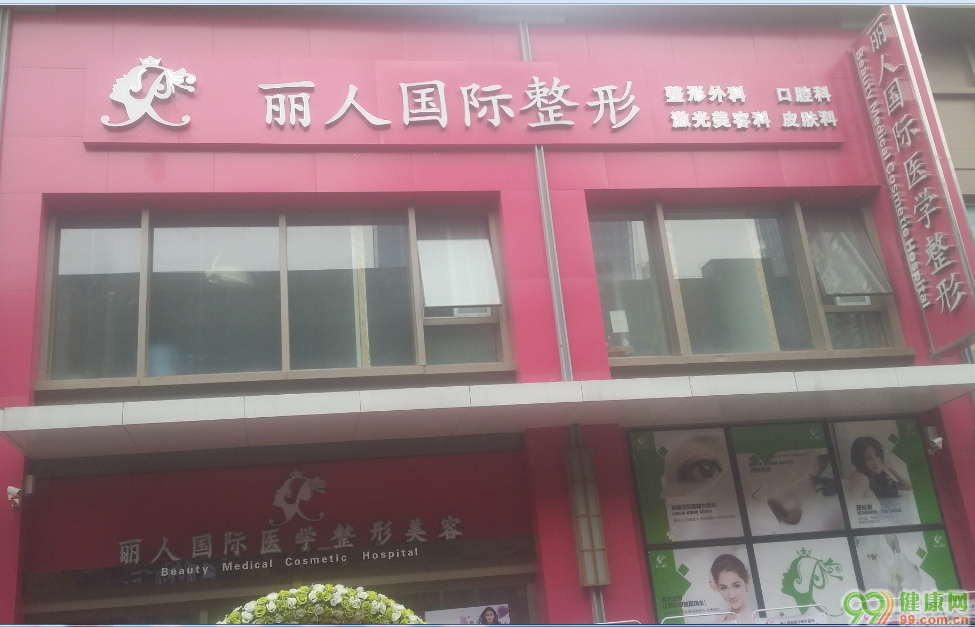 丽人国际整形
整形外科 口腔科
激光美容科 皮肤科
丽人国际医学整形
Beauty Medical Cosmetic Hospital
丽人国际医学整形美容
Beauty Medical Cosmetic Hospital
99健康网
99.com.cn